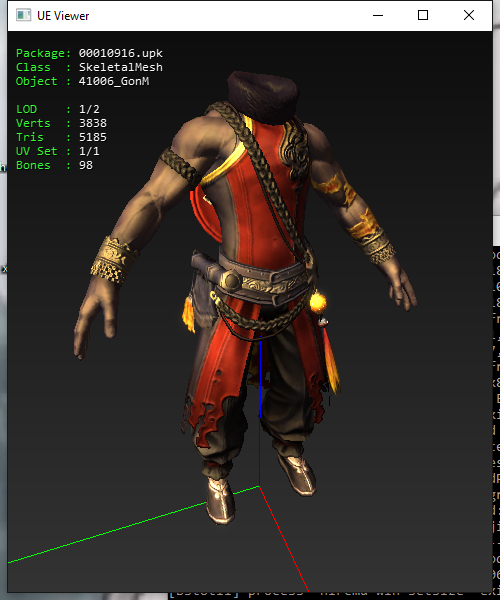 UE Viewer
Package: 00010916.upk
Class : SkeletalMesh
Object : 41006_GonM
LOD : 1/2
Verts : 3838
Tris : 5185
UV Set : 1/1
Bones : 98